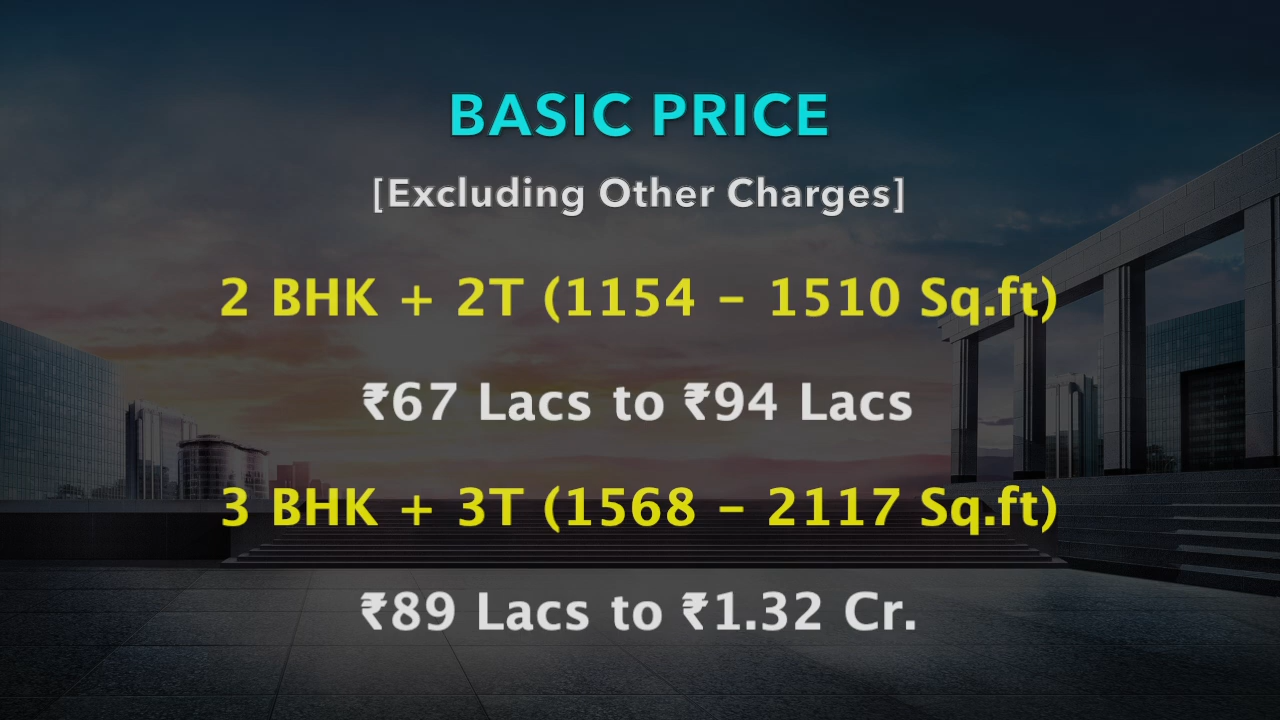 BASIC PRICE
[Excluding Other Charges]
2 BHK + 2T (1154 – 1510 Sq.ft)
₹67 Lacs to ₹94 Lacs
3 BHK + 3T (1568 – 2117 Sq.ft)
₹89 Lacs to ₹1.32 Cr.